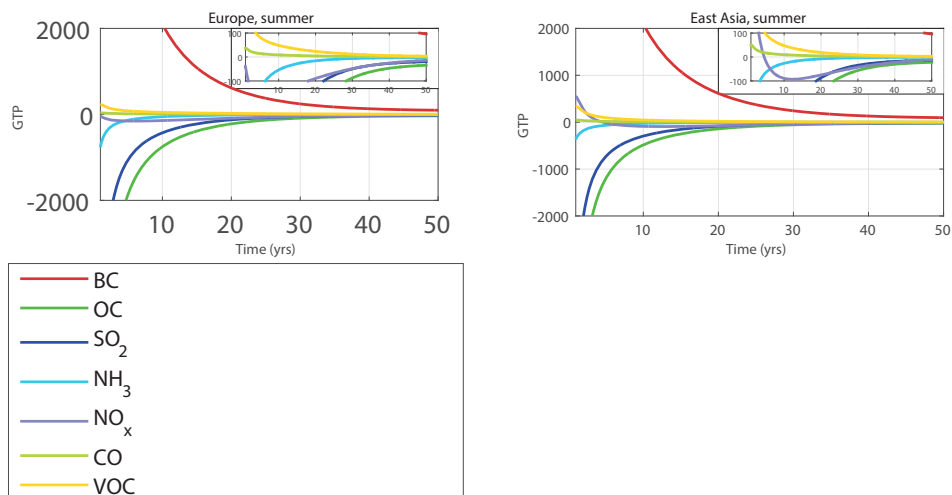 Europe, summer
2000
0
-2000
GTP
10 20 30 40 50
Time (yrs)
100
0
-100
10 20 30 40 50
East Asia, summer
2000
1000
0
-1000
-2000
GTP
10 20 30 40 50
Time (yrs)
100
0
-100
10 20 30 40 50
BC
OC
SO2
NH3
NOx
CO
VOC